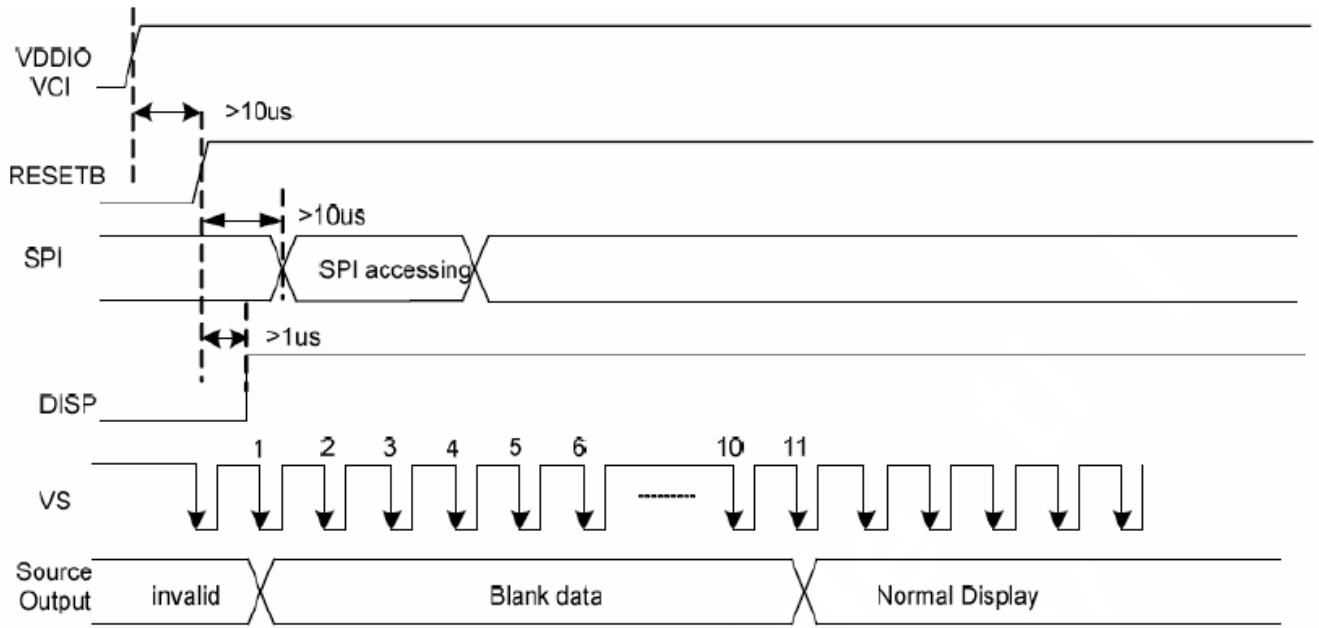 VDDIO
VCI
>10us
RESETB
>10us
SPI
SPI accessing
>1us
DISP
1 2 3 4 5 6 10 11
VS
Source
Output
invalid
Blank data
Normal Display